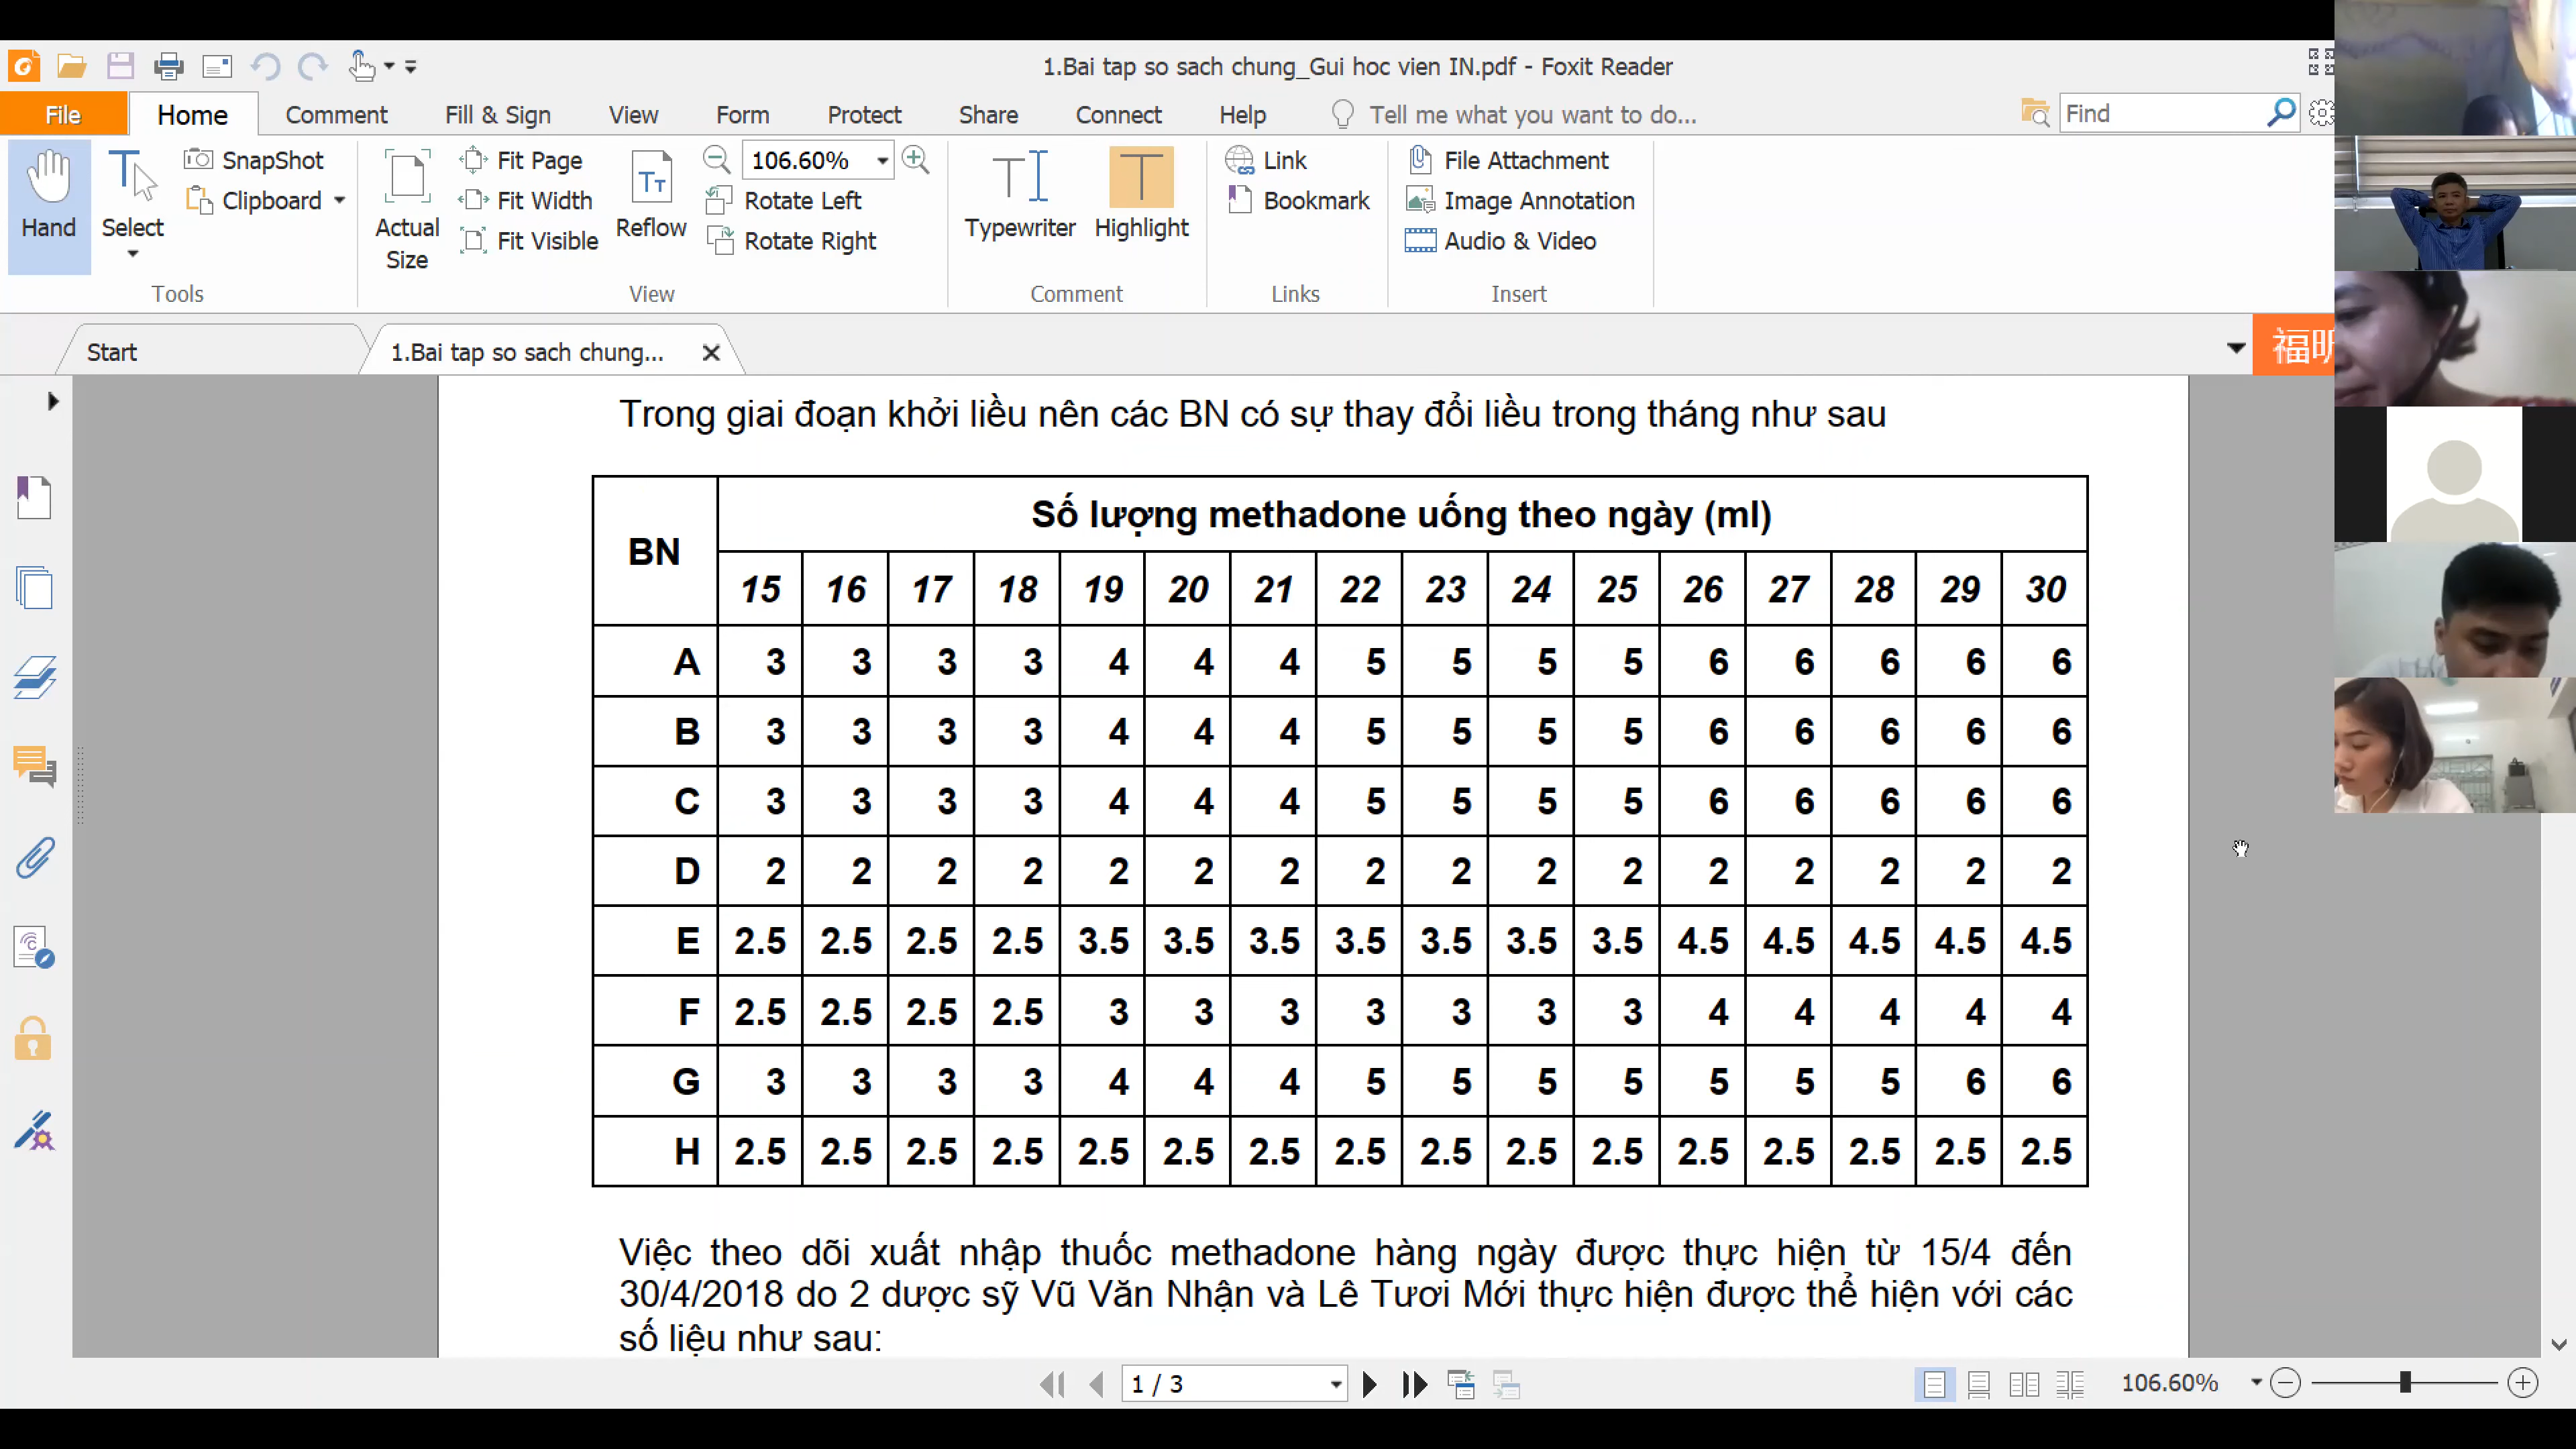 1.Bai tap so sach chung_Gui hoc vien IN.pdf - Foxit Reader
File Home Comment Fill & Sign View Form Protect Share Connect Help Tell me what you want to do... Find
Hand Select SnapShot Clipboard
Tools
Actual Size Fit Page Fit Width Fit Visible Reflow 106.60% Rotate Left Rotate Right
View
Typewriter Highlight
Comment
Link Bookmark
Links
File Attachment Image Annotation Audio & Video
Insert
Start 1.Bai tap so sach chung...
福昕
Trong giai đoạn khởi liều nên các BN có sự thay đổi liều trong tháng như sau
BN Số lượng methadone uống theo ngày (ml)
15 16 17 18 19 20 21 22 23 24 25 26 27 28 29 30
A 3 3 3 3 4 4 4 5 5 5 5 6 6 6 6 6
B 3 3 3 3 4 4 4 5 5 5 5 6 6 6 6 6
C 3 3 3 3 4 4 4 5 5 5 5 6 6 6 6 6
D 2 2 2 2 2 2 2 2 2 2 2 2 2 2 2 2
E 2.5 2.5 2.5 2.5 3.5 3.5 3.5 3.5 3.5 3.5 3.5 4.5 4.5 4.5 4.5 4.5
F 2.5 2.5 2.5 2.5 3 3 3 3 3 3 3 4 4 4 4 4
G 3 3 3 3 4 4 4 5 5 5 5 5 5 5 6 6
H 2.5 2.5 2.5 2.5 2.5 2.5 2.5 2.5 2.5 2.5 2.5 2.5 2.5 2.5 2.5 2.5
Việc theo dõi xuất nhập thuốc methadone hàng ngày được thực hiện từ 15/4 đến
30/4/2018 do 2 dược sỹ Vũ Văn Nhận và Lê Tươi Mới thực hiện được thể hiện với các
số liệu như sau:
1 / 3 106.60%